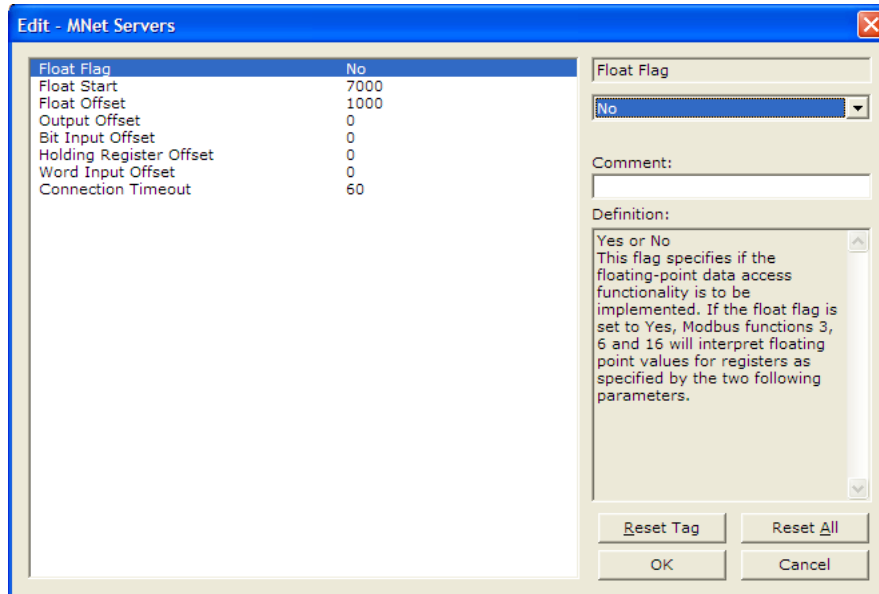 Edit - MNet Servers
Float Flag No
Float Start 7000
Float Offset 1000
Output Offset 0
Bit Input Offset 0
Holding Register Offset 0
Word Input Offset 0
Connection Timeout 60
Float Flag
No
Comment:
Definition:
Yes or No
This flag specifies if the
floating-point data access
functionality is to be
implemented. If the float flag is
set to Yes, Modbus functions 3,
6 and 16 will interpret floating
point values for registers as
specified by the two following
parameters.
Reset Tag Reset All
OK Cancel